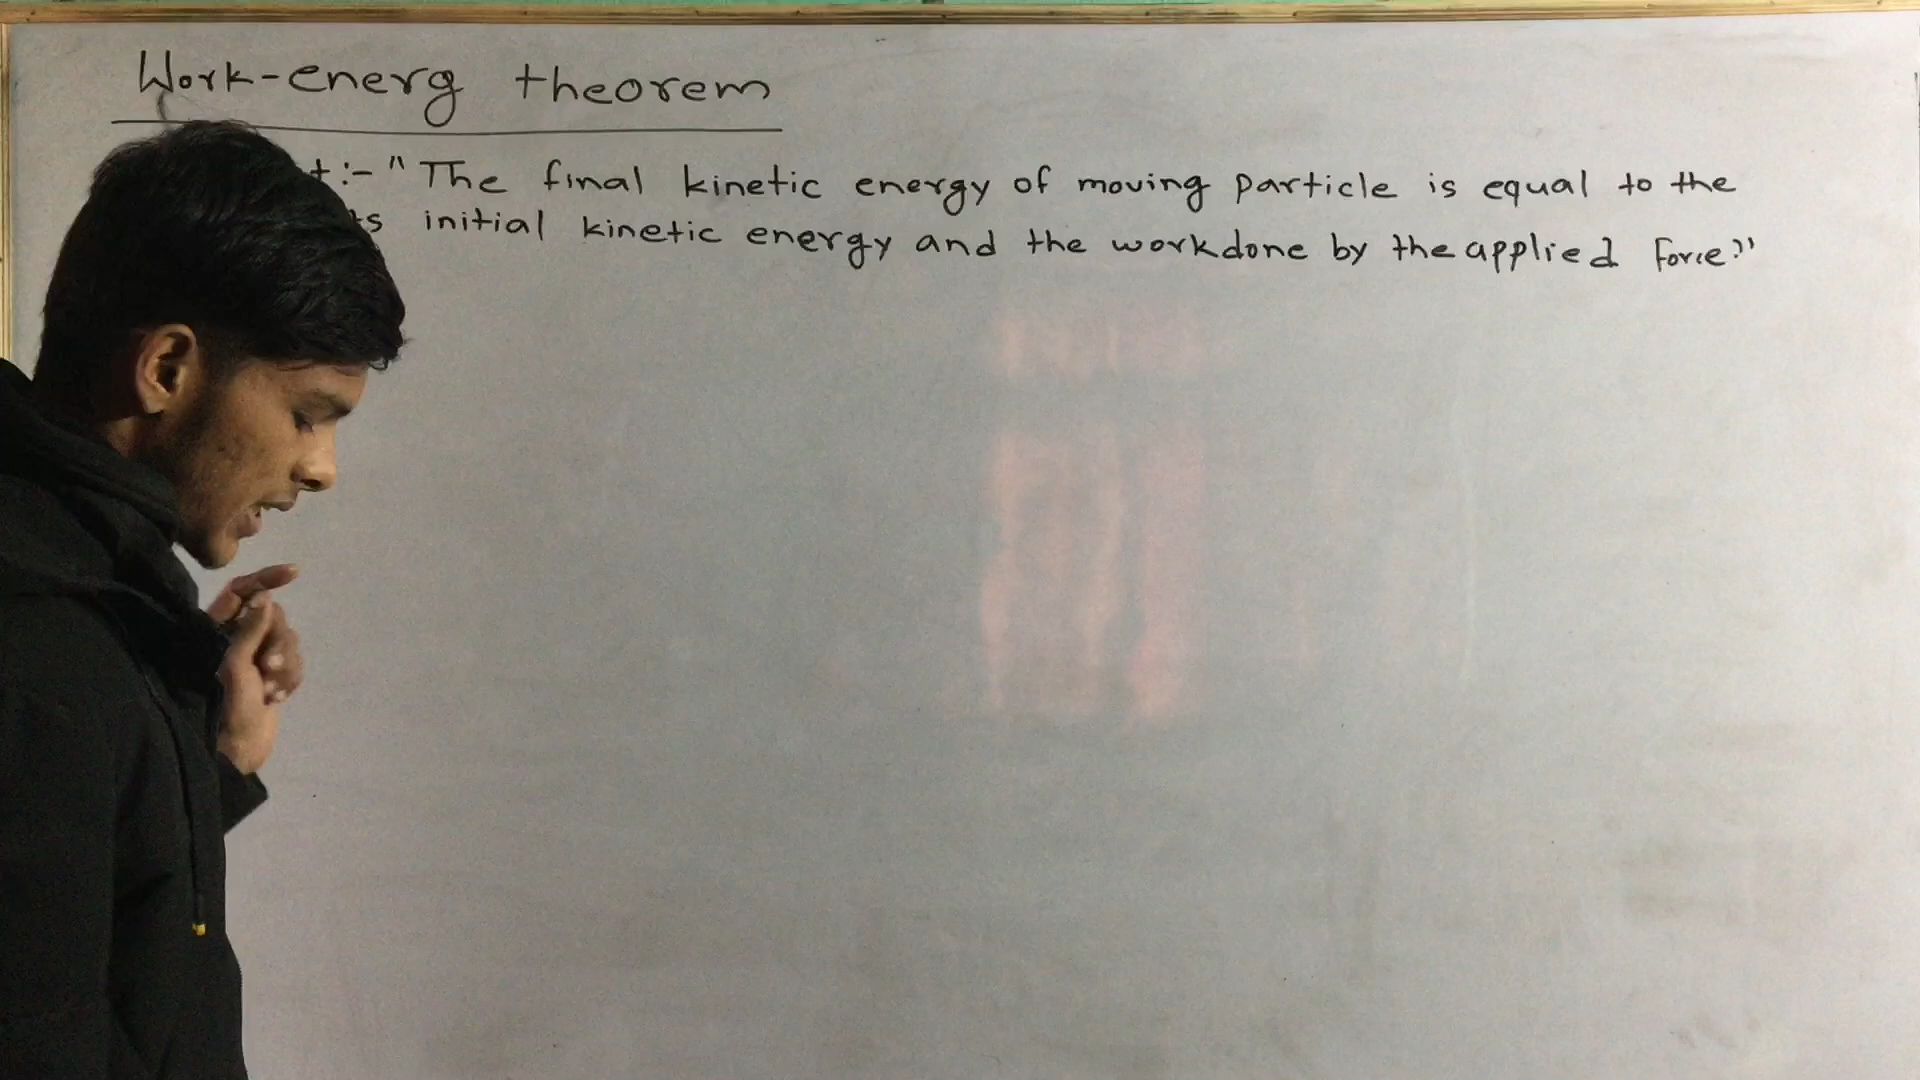 Work-energ theorem
t :- " The final kinetic energy of moving particle is equal to the
initial kinetic energy and the workdone by the applied force."